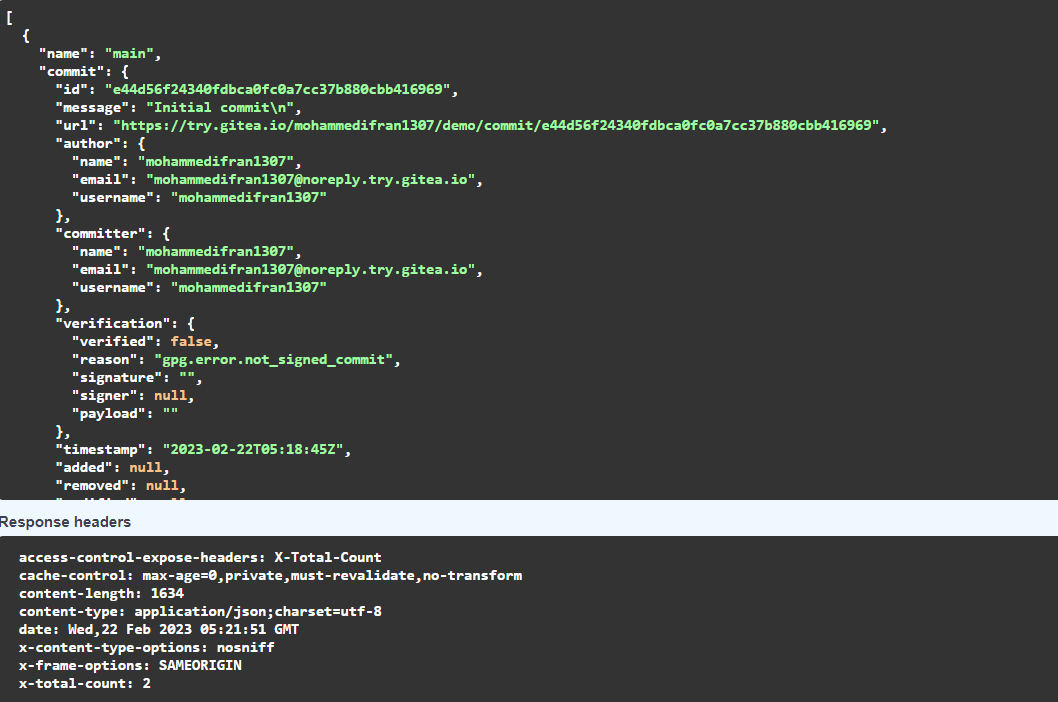 [
{
"name": "main",
"commit": {
"id": "e44d56f24340fdbca0fc0a7cc37b880cbb416969",
"message": "Initial commit\n",
"url": "https://try.gitea.io/mohammedifran1307/demo/commit/e44d56f24340fdbca0fc0a7cc37b880cbb416969",
"author": {
"name": "mohammedifran1307",
"email": "mohammedifran1307@noreply.try.gitea.io",
"username": "mohammedifran1307"
},
"committer": {
"name": "mohammedifran1307",
"email": "mohammedifran1307@noreply.try.gitea.io",
"username": "mohammedifran1307"
},
"verification": {
"verified": false,
"reason": "gpg.error.not_signed_commit",
"signature": "",
"signer": null,
"payload": ""
},
"timestamp": "2023-02-22T05:18:45Z",
"added": null,
"removed": null,
Response headers
access-control-expose-headers: X-Total-Count
cache-control: max-age=0,private,must-revalidate,no-transform
content-length: 1634
content-type: application/json;charset=utf-8
date: Wed,22 Feb 2023 05:21:51 GMT
x-content-type-options: nosniff
x-frame-options: SAMEORIGIN
x-total-count: 2